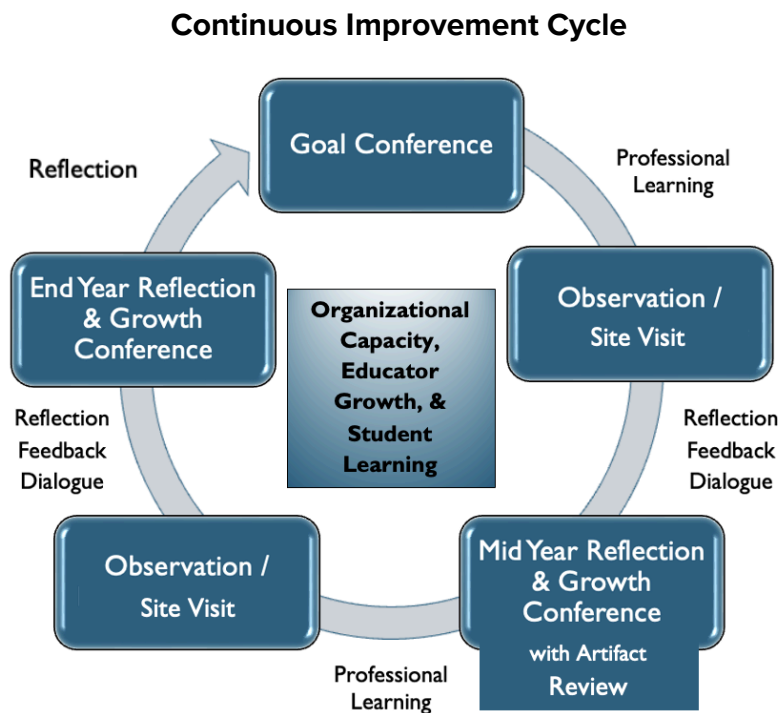 Continuous Improvement Cycle
Goal Conference
Professional
Learning
Observation /
Site Visit
Reflection
Feedback
Dialogue
Mid Year Reflection
& Growth
Conference
with Artifact
Review
Professional
Learning
Observation /
Site Visit
Reflection
Feedback
Dialogue
End Year Reflection
& Growth
Conference
Reflection
Organizational
Capacity,
Educator
Growth, &
Student
Learning